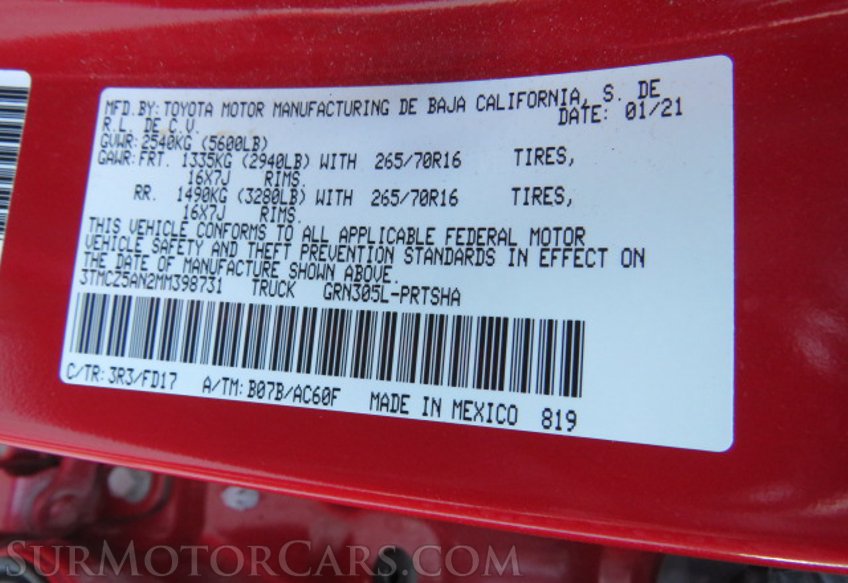 MFD.BY: TOYOTA MOTOR MANUFACTURING DE BAJA CALIFORNIA, S. DE
R.L. DE C.V. DATE: 01/21
GVWR: 2540KG (5600LB)
GAWR: FRT. 1335KG (2940LB) WITH 265/70R16 TIRES,
16X7J RIMS.
RR. 1490KG (3280LB) WITH 265/70R16 TIRES,
16X7J RIMS.
THIS VEHICLE CONFORMS TO ALL APPLICABLE FEDERAL MOTOR
VEHICLE SAFETY AND THEFT PREVENTION STANDARDS IN EFFECT ON
THE DATE OF MANUFACTURE SHOWN ABOVE.
3TMCZ5AN2MM398731 TRUCK GRN305L-PRTSHA
C/TR: 3R3/FD17 A/TM: B07B/AC60F MADE IN MEXICO 819
SURMOTORCARS.COM